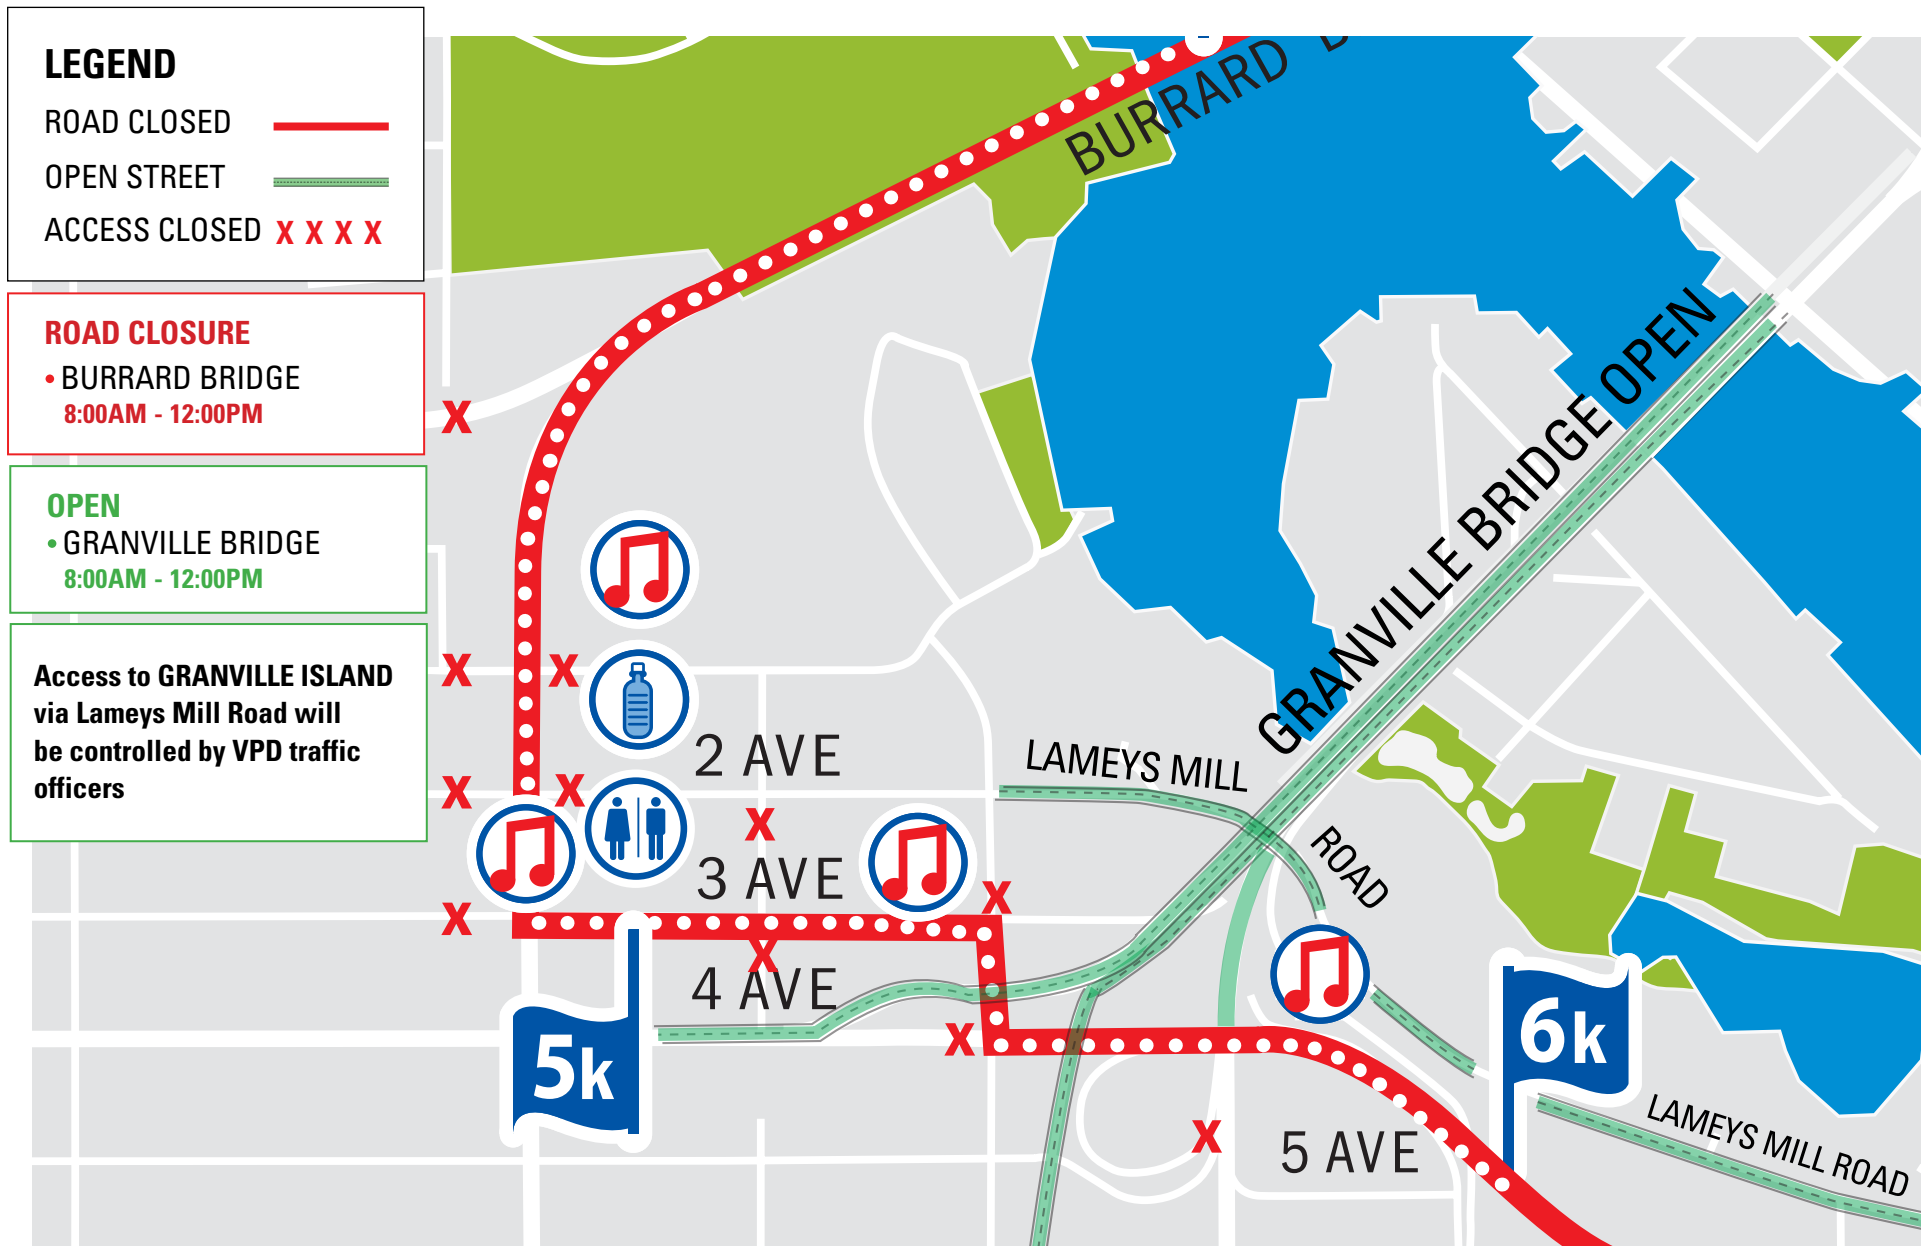 LEGEND
ROAD CLOSED
OPEN STREET
ACCESS CLOSED X X X X
ROAD CLOSURE
• BURRARD BRIDGE
8:00AM - 12:00PM
OPEN
• GRANVILLE BRIDGE
8:00AM - 12:00PM
Access to GRANVILLE ISLAND
via Lameys Mill Road will
be controlled by VPD traffic
officers
BURRARD
GRANVILLE BRIDGE OPEN
X
X X
2 AVE
LAMEYS MILL
ROAD
X X
X
3 AVE
X
X
X
4 AVE
5k
X
6k
X
5 AVE
LAMEYS MILL ROAD